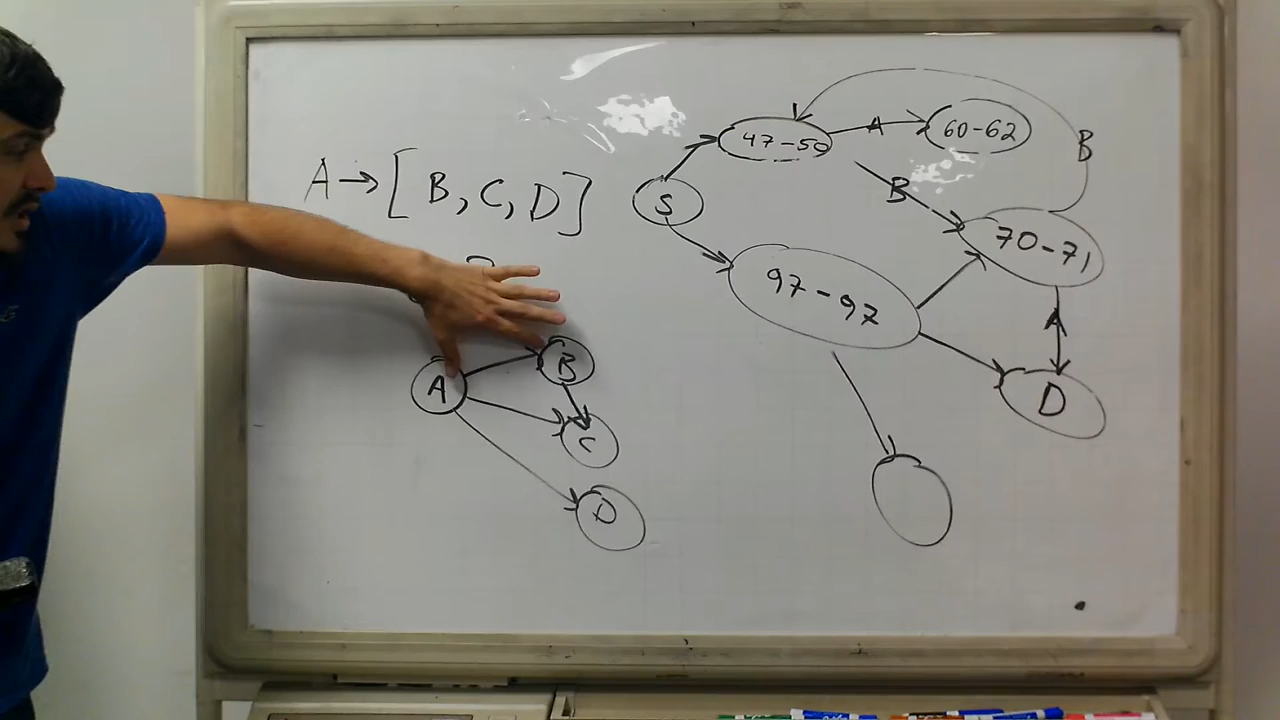 A → [B, C, D]
A
B
C
D
S
47-50
A
60-62
B
B
70-71
97-97
A
D